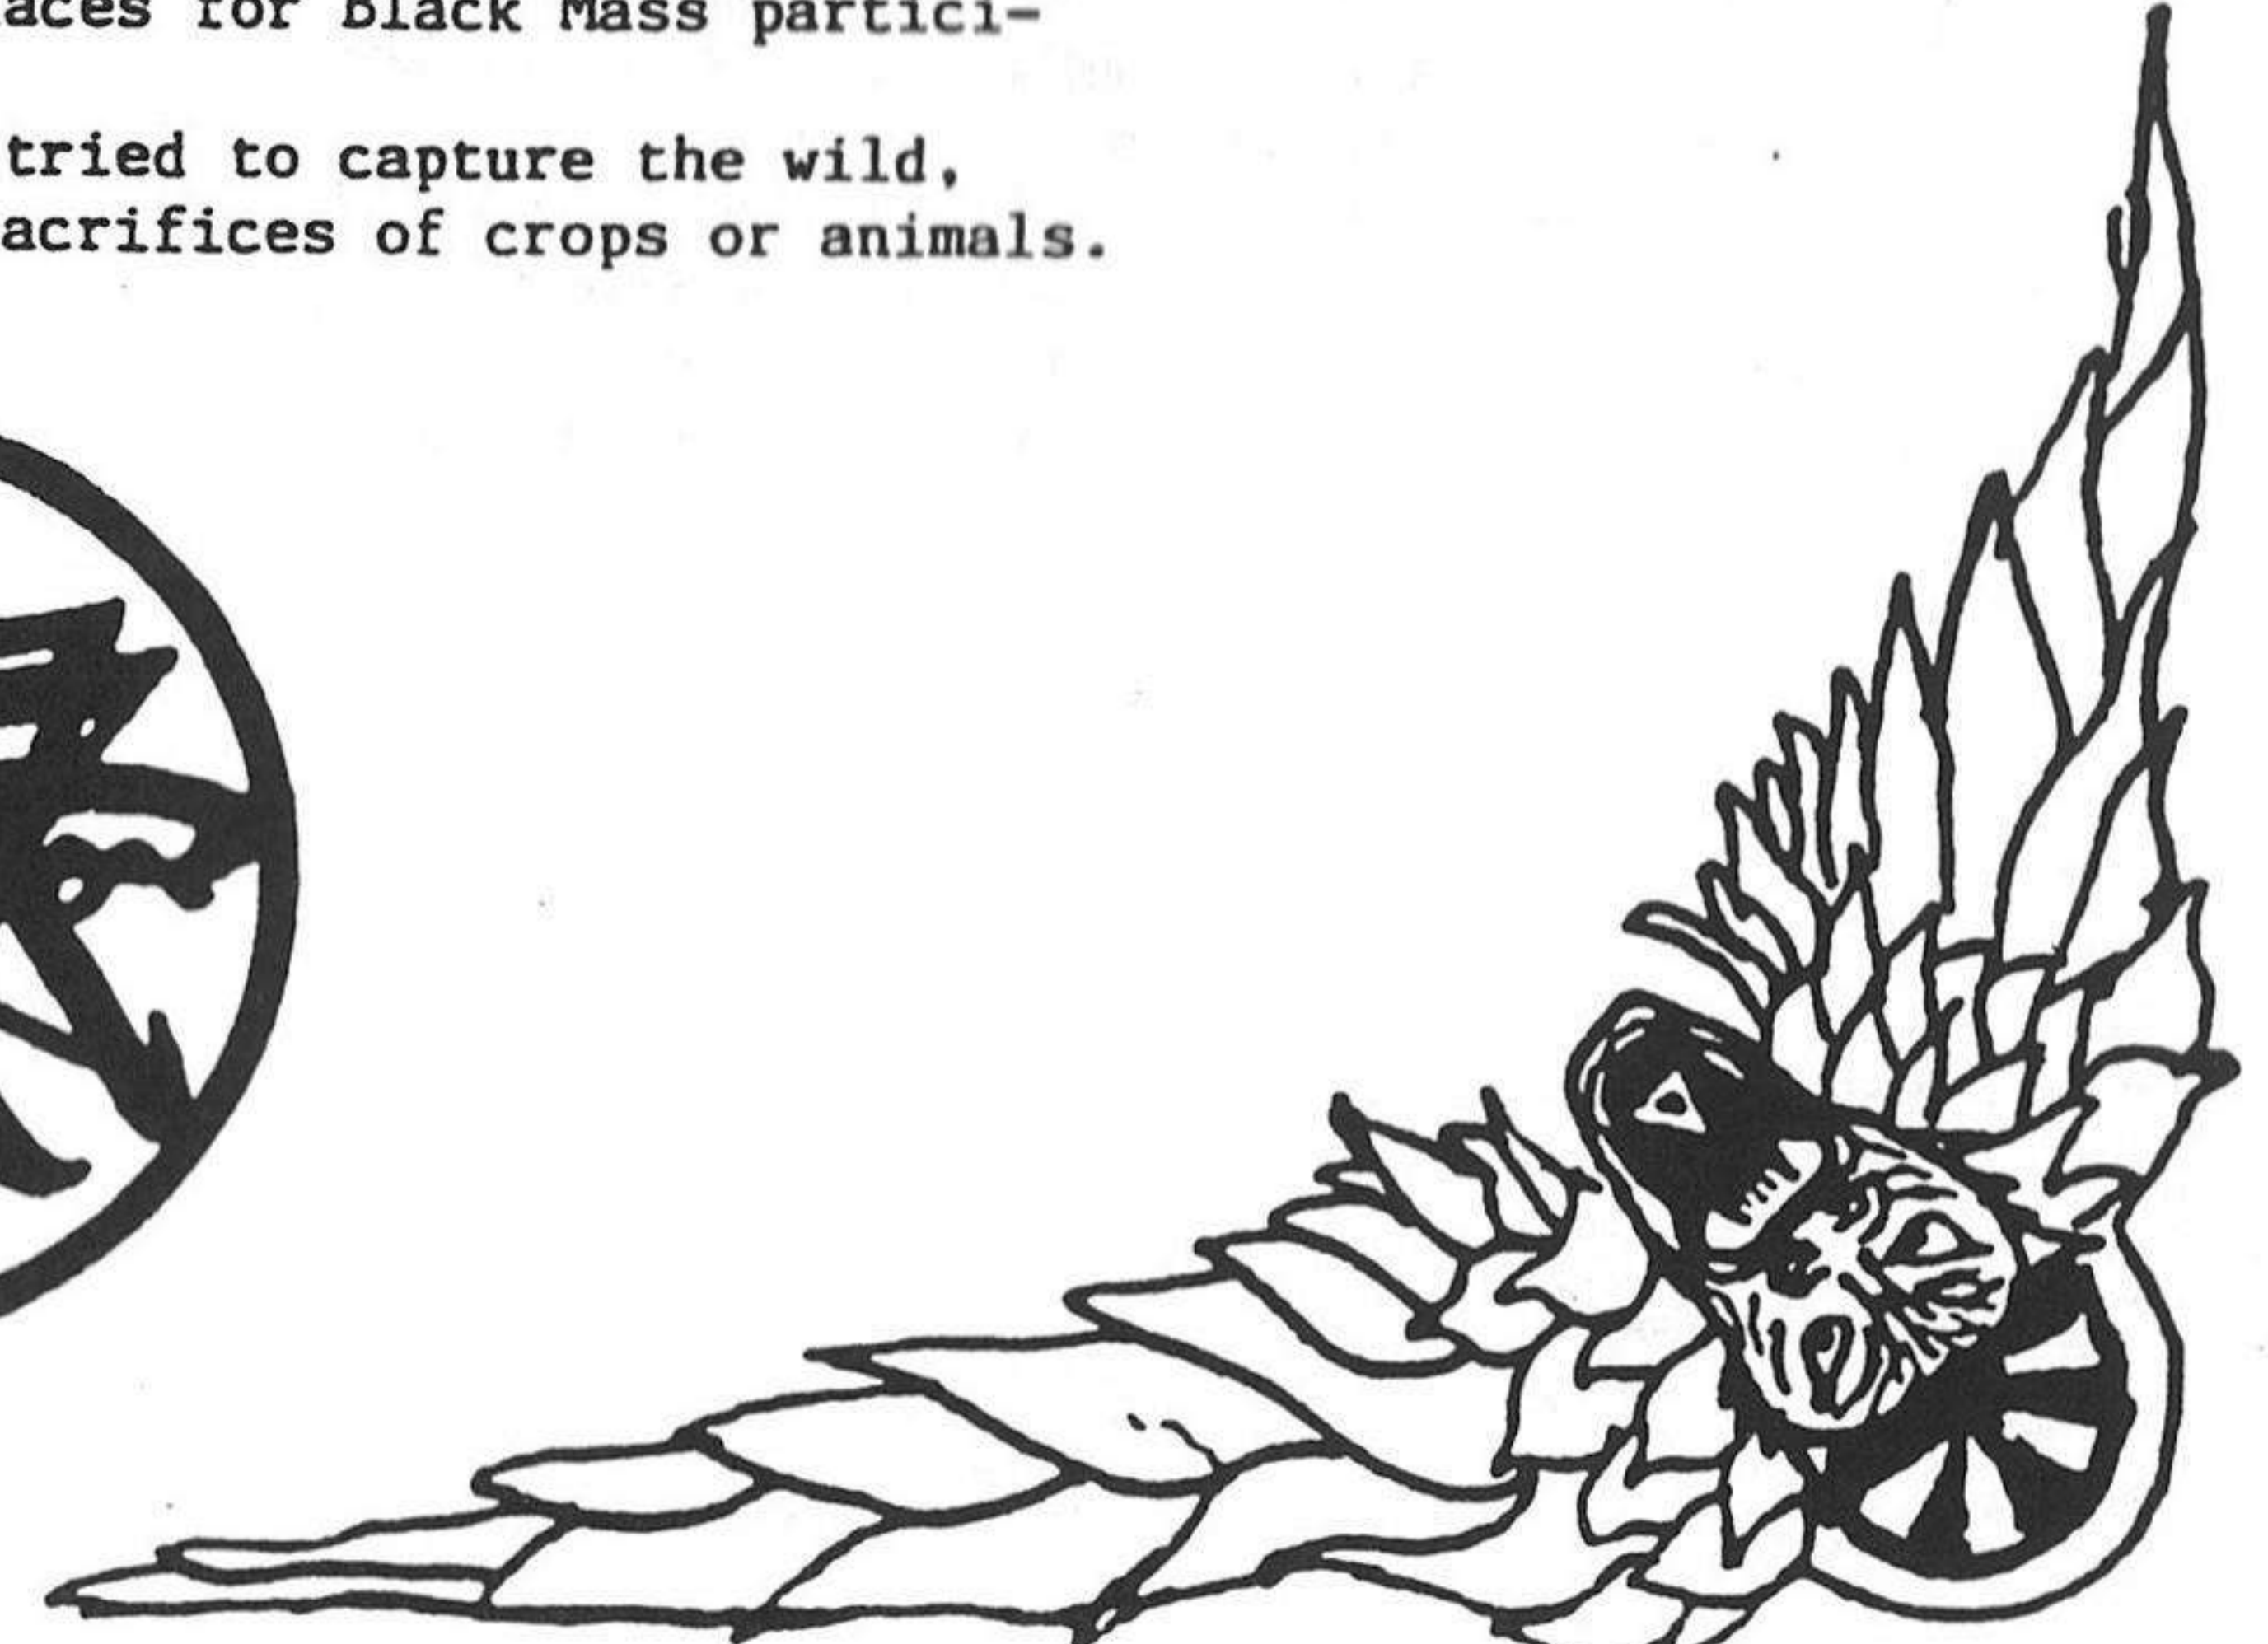 aces for Black Mass partici-
tried to capture the wild,
acrifices of crops or animals.